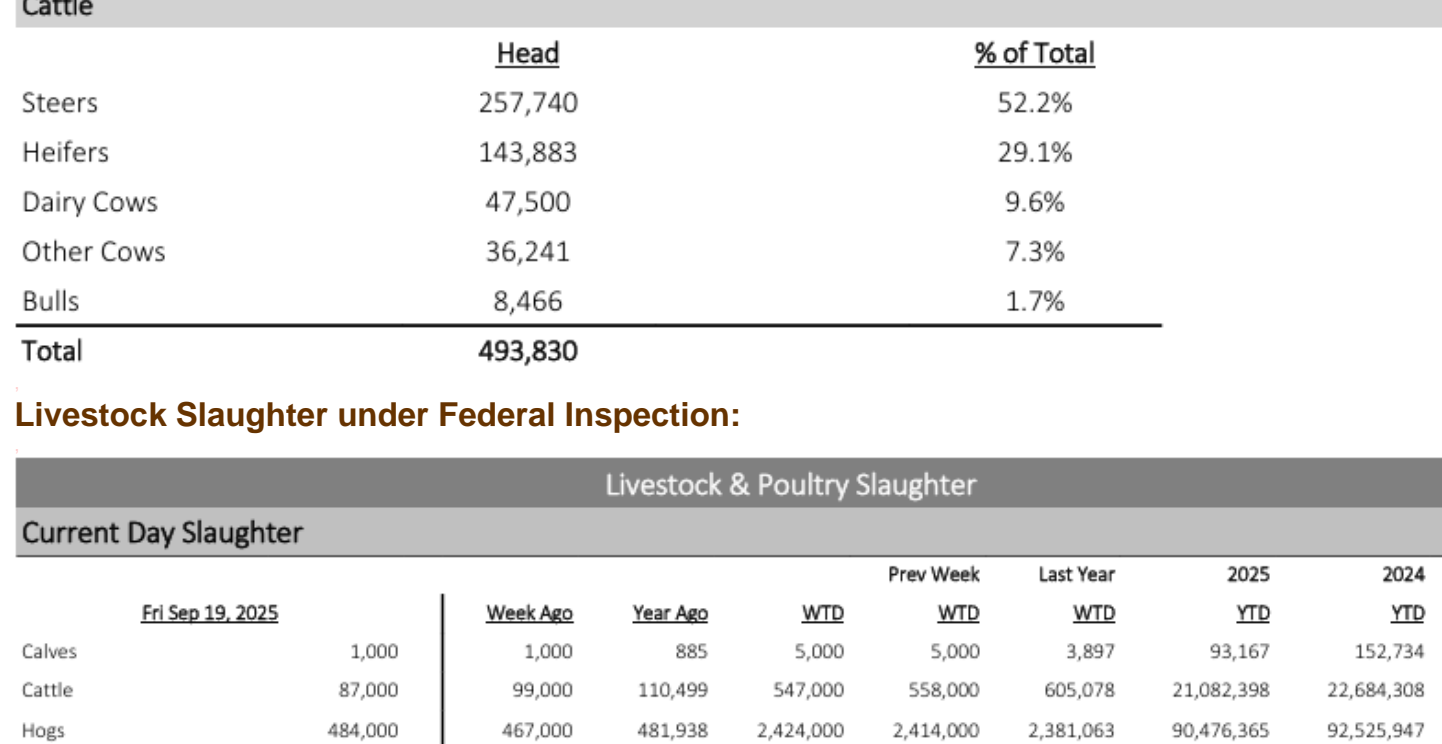 Cattle
Head % of Total
Steers 257,740 52.2%
Heifers 143,883 29.1%
Dairy Cows 47,500 9.6%
Other Cows 36,241 7.3%
Bulls 8,466 1.7%
Total 493,830
Livestock Slaughter under Federal Inspection:
Livestock & Poultry Slaughter
Current Day Slaughter
Prev Week Last Year 2025 2024
Fri Sep 19, 2025 Week Ago Year Ago WTD WTD WTD YTD YTD
Calves 1,000 1,000 885 5,000 5,000 3,897 93,167 152,734
Cattle 87,000 99,000 110,499 547,000 558,000 605,078 21,082,398 22,684,308
Hogs 484,000 467,000 481,938 2,424,000 2,414,000 2,381,063 90,476,365 92,525,947